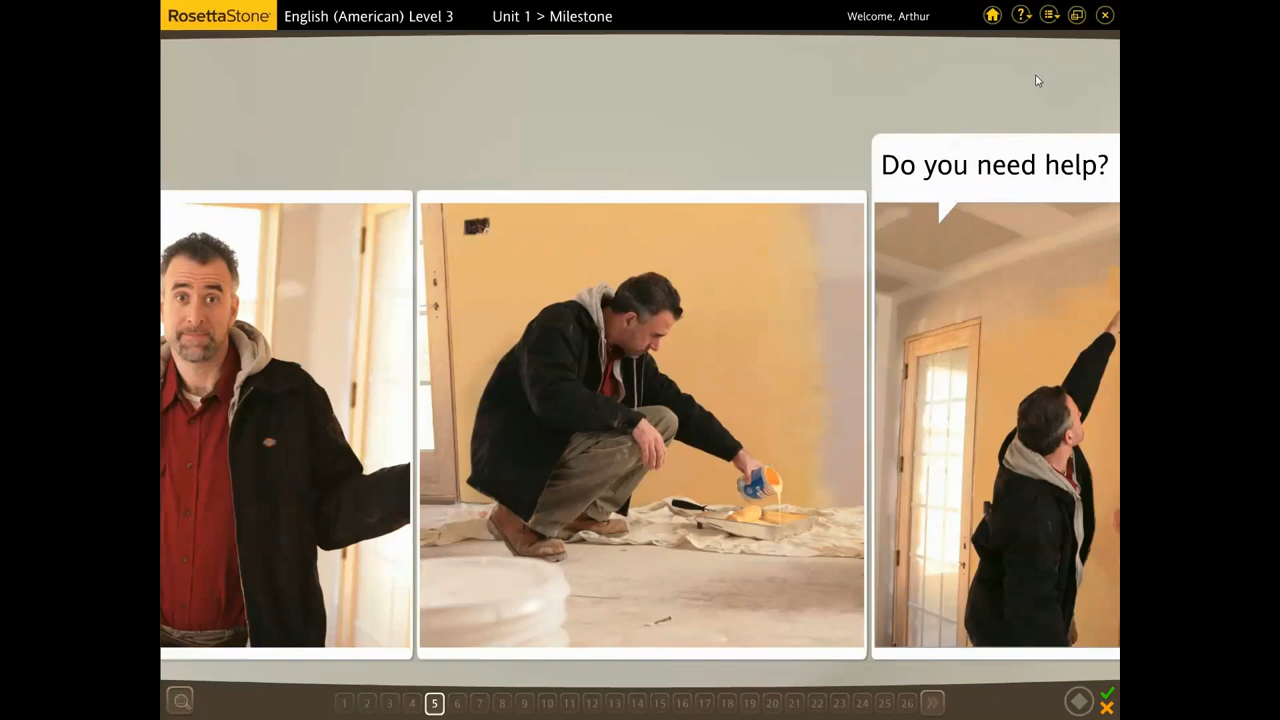 RosettaStone English (American) Level 3 Unit 1 > Milestone Welcome, Arthur ?
Do you need help?
1 2 3 4 5 6 7 8 9 10 11 12 13 14 15 16 17 18 19 20 21 22 23 24 25 26